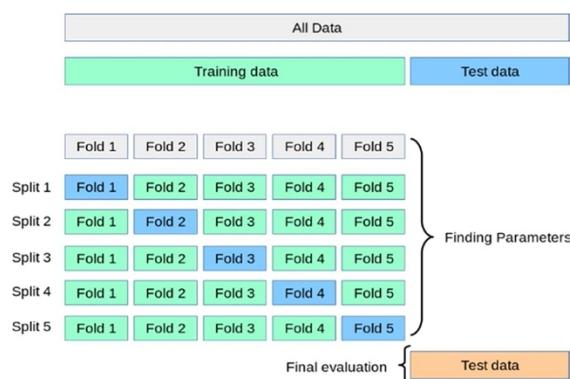 All Data
Training data Test data
Fold 1 Fold 2 Fold 3 Fold 4 Fold 5
Split 1 Fold 1 Fold 2 Fold 3 Fold 4 Fold 5
Split 2 Fold 1 Fold 2 Fold 3 Fold 4 Fold 5
Split 3 Fold 1 Fold 2 Fold 3 Fold 4 Fold 5
Split 4 Fold 1 Fold 2 Fold 3 Fold 4 Fold 5
Split 5 Fold 1 Fold 2 Fold 3 Fold 4 Fold 5
Finding Parameters
Final evaluation Test data